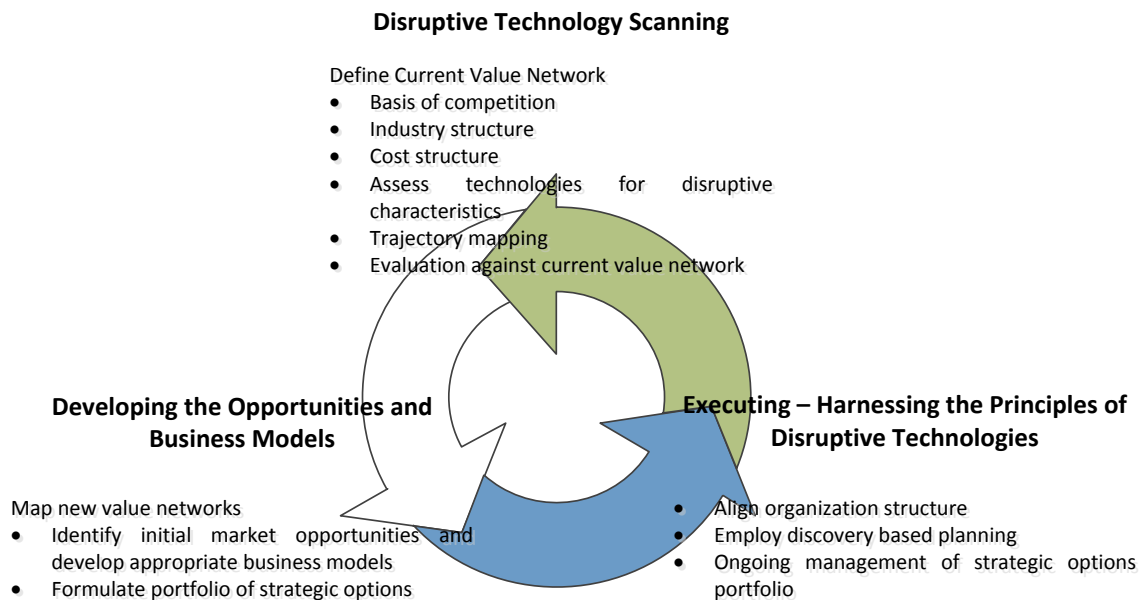 Disruptive Technology Scanning
Define Current Value Network
• Basis of competition
• Industry structure
• Cost structure
• Assess technologies for disruptive
characteristics
• Trajectory mapping
• Evaluation against current value network
Developing the Opportunities and
Business Models
Map new value networks
• Identify initial market opportunities and
develop appropriate business models
• Formulate portfolio of strategic options
Executing – Harnessing the Principles of
Disruptive Technologies
• Align organization structure
• Employ discovery based planning
• Ongoing management of strategic options
portfolio